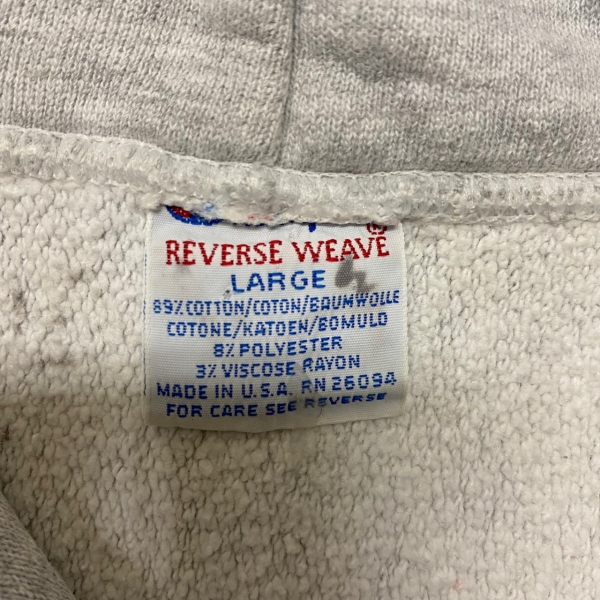 REVERSE WEAVE
LARGE
89% COTTON/COTON/BAUMWOLLE
COTONE/KATOEN/BOMULD
8% POLYESTER
3% VISCOSE RAYON
MADE IN U.S.A. RN 26094
FOR CARE SEE REVERSE